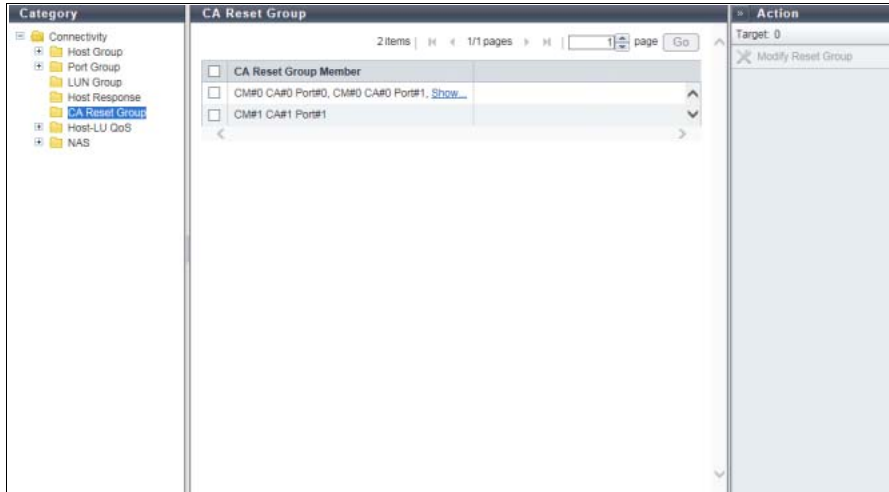 Category
Connectivity
Host Group
Port Group
LUN Group
Host Response
CA Reset Group
Host-LU QoS
NAS
CA Reset Group
2 items | 1/1 pages | 1 page Go
CA Reset Group Member
CM#0 CA#0 Port#0, CM#0 CA#0 Port#1, Show...
CM#1 CA#1 Port#1
» Action
Target: 0
Modify Reset Group